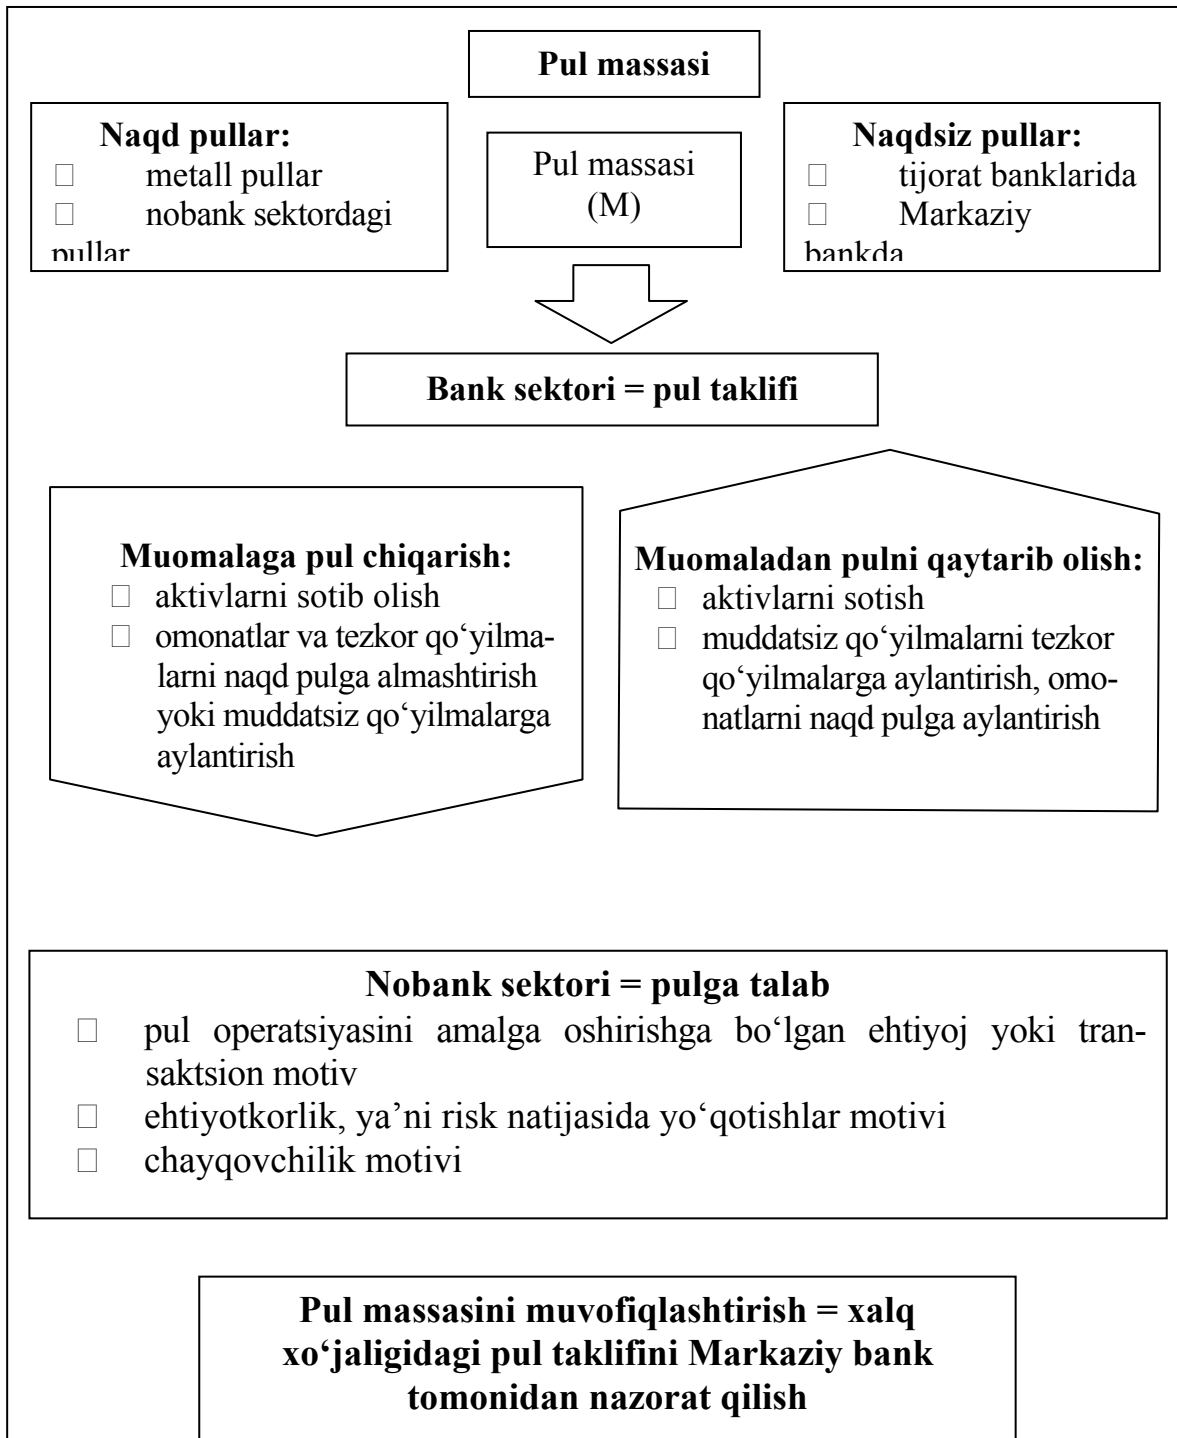 Pul massasi
Naqd pullar:
□ metall pullar
□ nobank sektordagi
pullar
Pul massasi
(M)
Naqdsiz pullar:
□ tijorat banklarida
□ Markaziy
bankda
Bank sektori = pul taklifi
Muomalaga pul chiqarish:
□ aktivlarni sotib olish
□ omonatlar va tezkor qo‘yilma-
larni naqd pulga almashtirish
yoki muddatsiz qo‘yilmalarga
aylantirish
Muomaladan pulni qaytarib olish:
□ aktivlarni sotish
□ muddatsiz qo‘yilmalarni tezkor
qo‘yilmalarga aylantirish, omo-
natlarni naqd pulga aylantirish
Nobank sektori = pulga talab
□ pul operatsiyasini amalga oshirishga bo‘lgan ehtiyoj yoki tran-
saktsion motiv
□ ehtiyotkorlik, ya’ni risk natijasida yo‘qotishlar motivi
□ chayqovchilik motivi
Pul massasini muvofiqlashtirish = xalq
xo‘jaligidagi pul taklifini Markaziy bank
tomonidan nazorat qilish